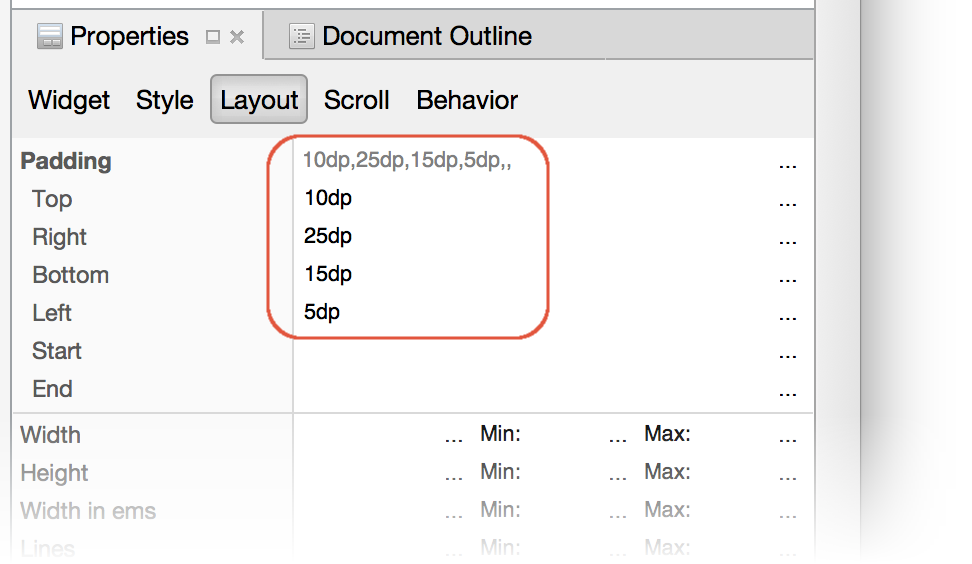 Properties Document Outline
Widget Style Layout Scroll Behavior
Padding 10dp,25dp,15dp,5dp,, ...
Top 10dp ...
Right 25dp ...
Bottom 15dp ...
Left 5dp ...
Start ...
End ...
Width ... Min: ... Max: ...
Height ... Min: ... Max: ...
Width in ems ... Min: ... Max: ...
Lines ... Min: ... Max: ...